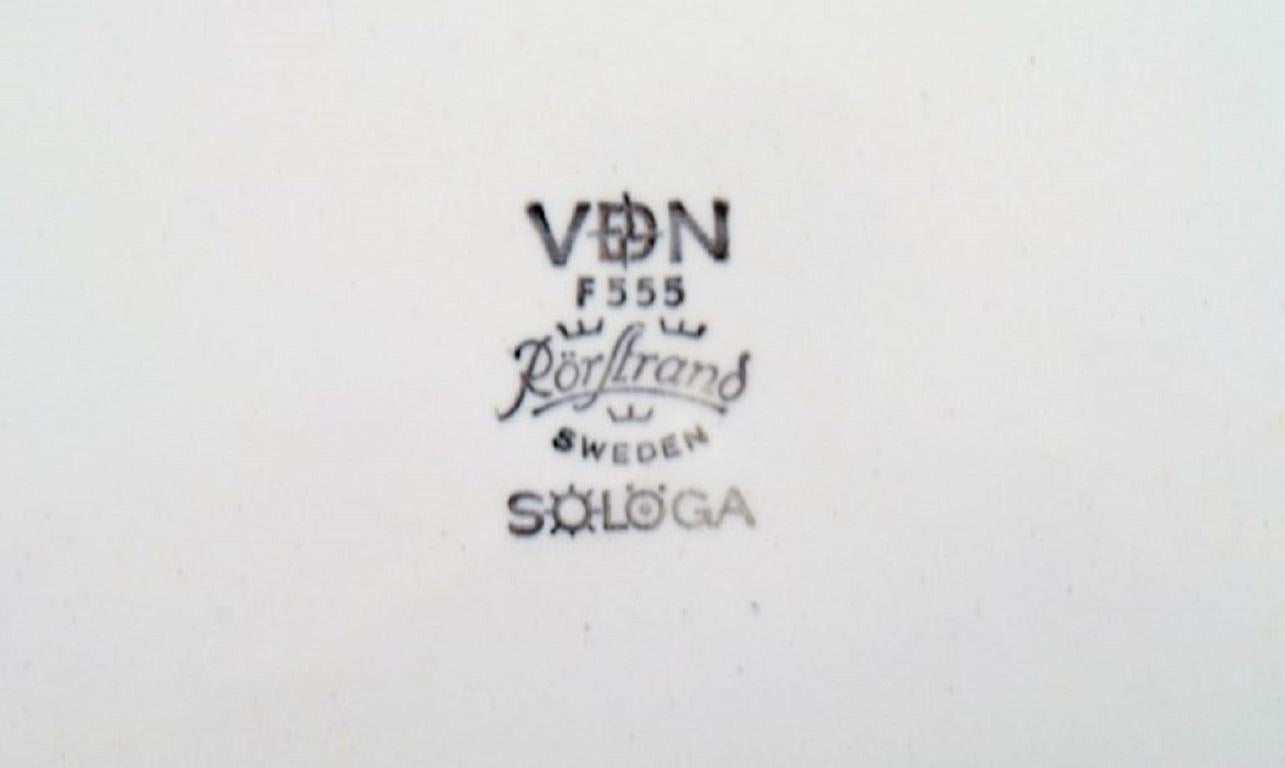 VDN
F555
Rörstrand
SWEDEN
SOLÖGA